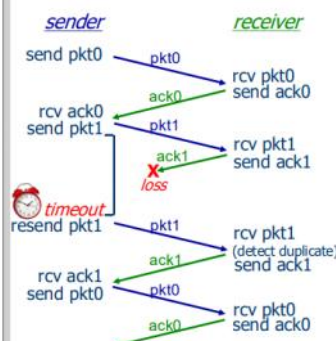 sender
receiver
send pkt0
pkt0
rcv pkt0
send ack0
ack0
rcv ack0
send pkt1
pkt1
rcv pkt1
send ack1
ack1
X
loss
timeout
resend pkt1
pkt1
rcv pkt1
(detect duplicate)
send ack1
ack1
rcv ack1
send pkt0
pkt0
rcv pkt0
send ack0
ack0